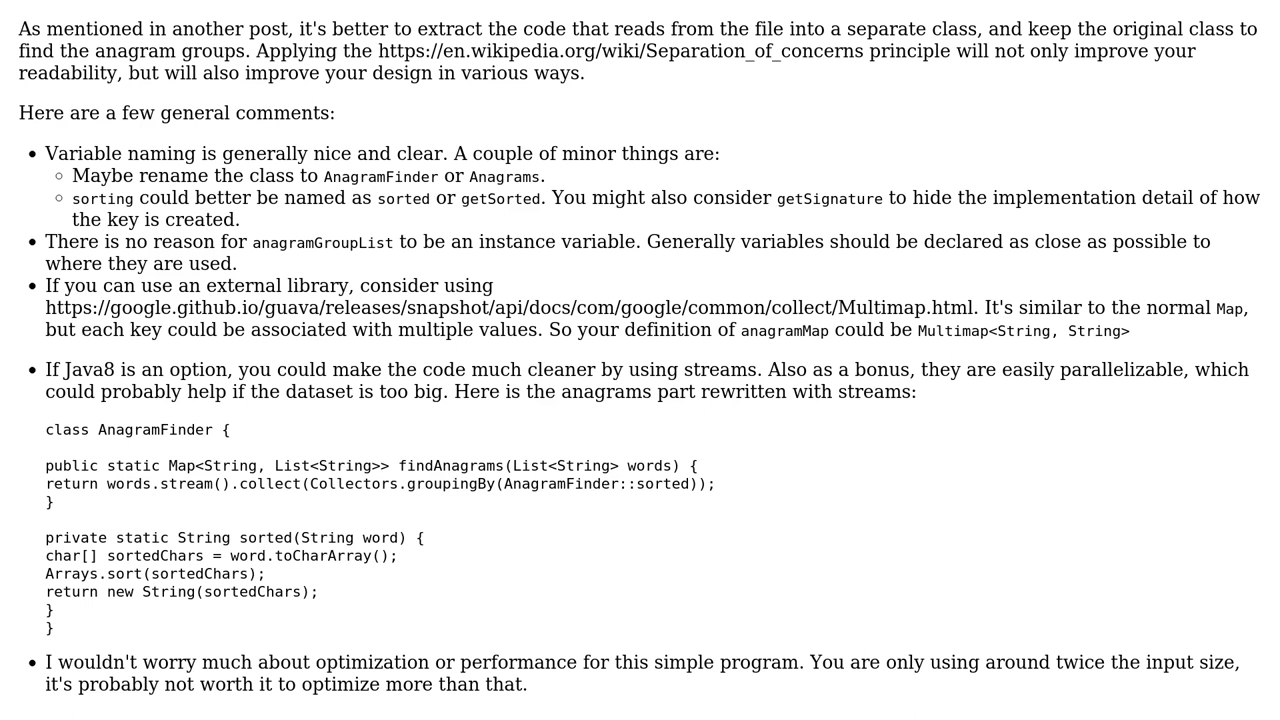 As mentioned in another post, it's better to extract the code that reads from the file into a separate class, and keep the original class to
find the anagram groups. Applying the https://en.wikipedia.org/wiki/Separation_of_concerns principle will not only improve your
readability, but will also improve your design in various ways.
Here are a few general comments:
• Variable naming is generally nice and clear. A couple of minor things are:
◦ Maybe rename the class to AnagramFinder or Anagrams.
◦ sorting could better be named as sorted or getSorted. You might also consider getSignature to hide the implementation detail of how
the key is created.
• There is no reason for anagramGroupList to be an instance variable. Generally variables should be declared as close as possible to
where they are used.
• If you can use an external library, consider using
https://google.github.io/guava/releases/snapshot/api/docs/com/google/common/collect/Multimap.html. It's similar to the normal Map,
but each key could be associated with multiple values. So your definition of anagramMap could be Multimap<String, String>
• If Java8 is an option, you could make the code much cleaner by using streams. Also as a bonus, they are easily parallelizable, which
could probably help if the dataset is too big. Here is the anagrams part rewritten with streams:
class AnagramFinder {
public static Map<String, List<String>> findAnagrams(List<String> words) {
return words.stream().collect(Collectors.groupingBy(AnagramFinder::sorted));
}
private static String sorted(String word) {
char[] sortedChars = word.toCharArray();
Arrays.sort(sortedChars);
return new String(sortedChars);
}
}
• I wouldn't worry much about optimization or performance for this simple program. You are only using around twice the input size,
it's probably not worth it to optimize more than that.